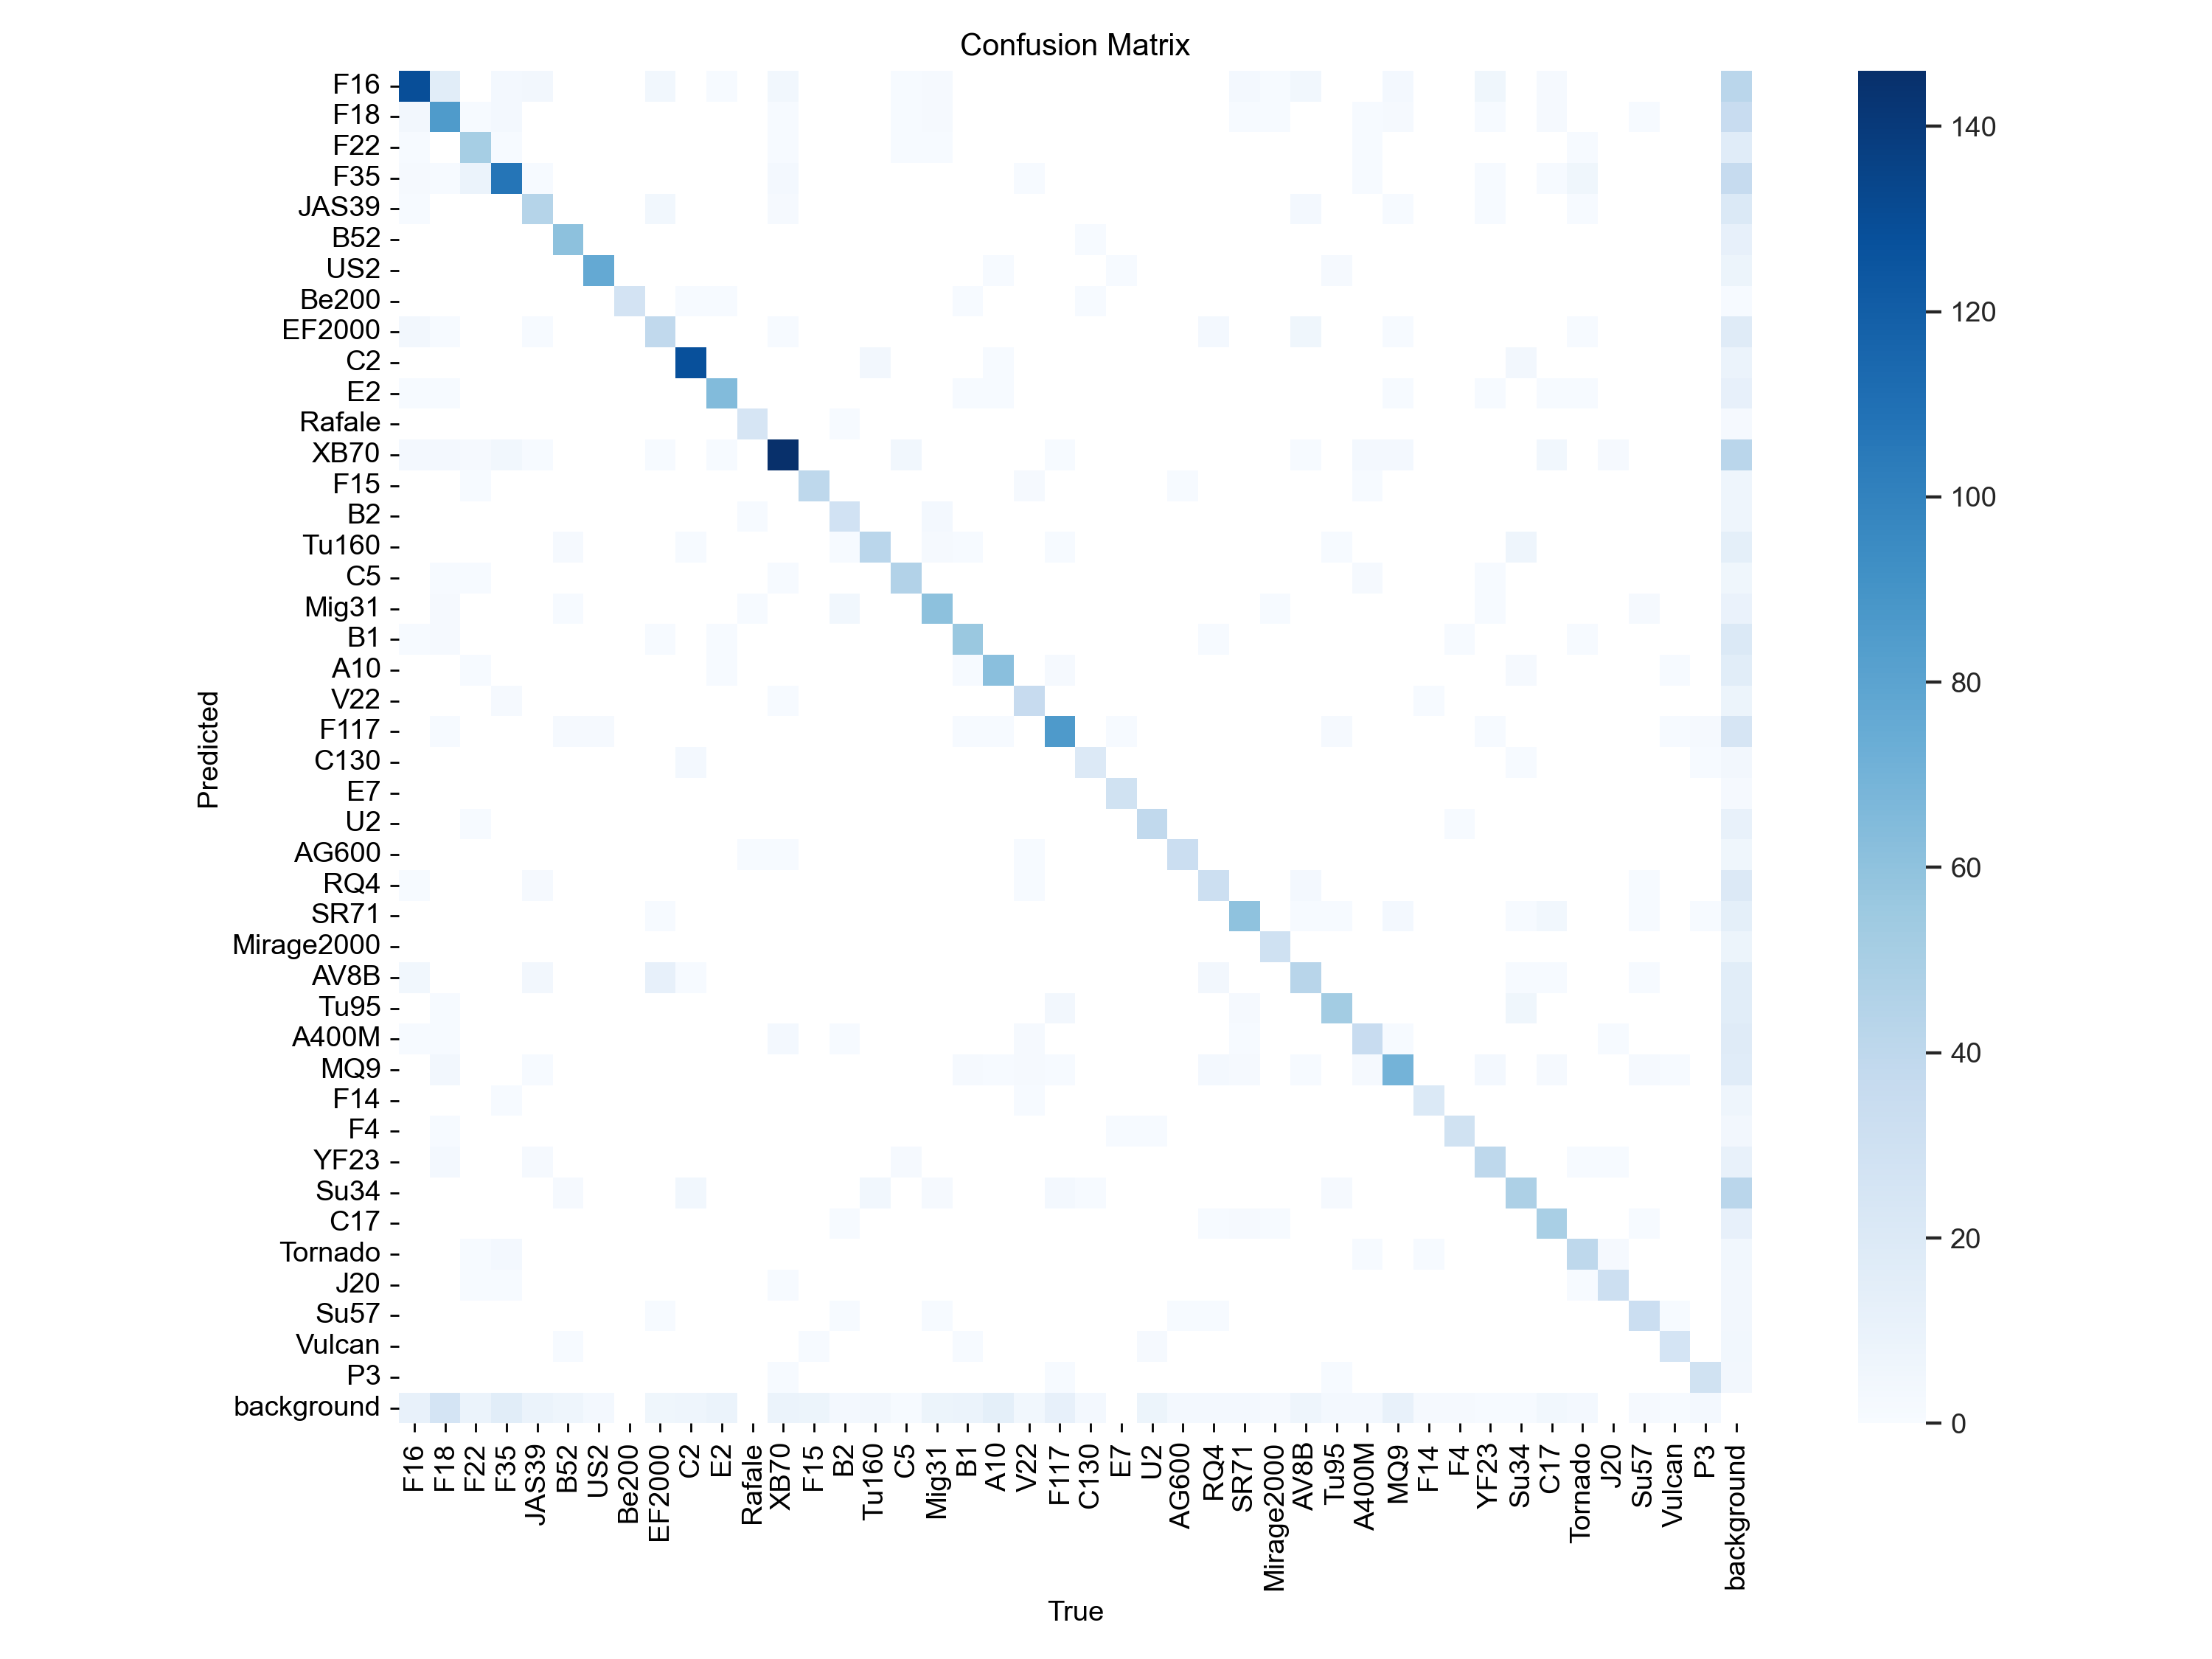 Confusion Matrix
Predicted
F16
F18
F22
F35
JAS39
B52
US2
Be200
EF2000
C2
E2
Rafale
XB70
F15
B2
Tu160
C5
Mig31
B1
A10
V22
F117
C130
E7
U2
AG600
RQ4
SR71
Mirage2000
AV8B
Tu95
A400M
MQ9
F14
F4
YF23
Su34
C17
Tornado
J20
Su57
Vulcan
P3
background
F16
F18
F22
F35
JAS39
B52
US2
Be200
EF2000
C2
E2
Rafale
XB70
F15
B2
Tu160
C5
Mig31
B1
A10
V22
F117
C130
E7
U2
AG600
RQ4
SR71
Mirage2000
AV8B
Tu95
A400M
MQ9
F14
F4
YF23
Su34
C17
Tornado
J20
Su57
Vulcan
P3
background
True
140
120
100
80
60
40
20
0